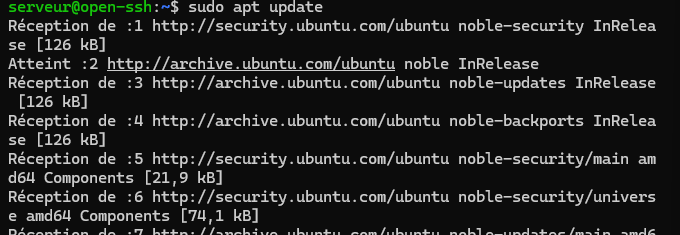 serveur@open-ssh:~$ sudo apt update
Réception de :1 http://security.ubuntu.com/ubuntu noble-security InRelea
se [126 kB]
Atteint :2 http://archive.ubuntu.com/ubuntu noble InRelease
Réception de :3 http://archive.ubuntu.com/ubuntu noble-updates InRelease
 [126 kB]
Réception de :4 http://archive.ubuntu.com/ubuntu noble-backports InRelea
se [126 kB]
Réception de :5 http://security.ubuntu.com/ubuntu noble-security/main am
d64 Components [21,9 kB]
Réception de :6 http://security.ubuntu.com/ubuntu noble-security/univers
e amd64 Components [74,1 kB]
Réception de :7 http://archive.ubuntu.com/ubuntu noble-updates/main amd6